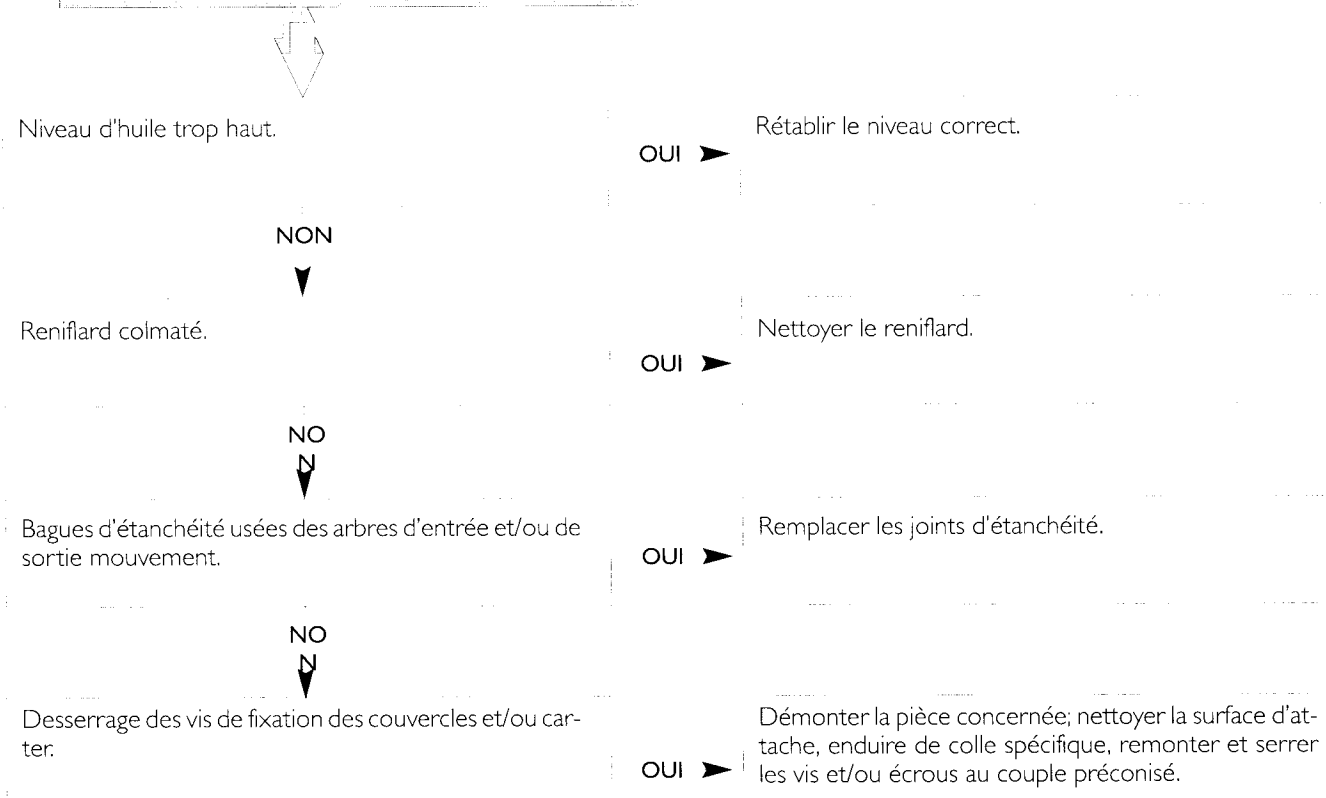 Niveau d'huile trop haut.
OUI
Rétablir le niveau correct.
NON
Reniflard colmaté.
OUI
Nettoyer le reniflard.
NO
N
Bagues d'étanchéité usées des arbres d'entrée et/ou de
sortie mouvement.
OUI
Remplacer les joints d'étanchéité.
NO
N
Desserrage des vis de fixation des couvercles et/ou car-
ter.
OUI
Démonter la pièce concernée; nettoyer la surface d'at-
tache, enduire de colle spécifique, remonter et serrer
les vis et/ou écrous au couple préconisé.